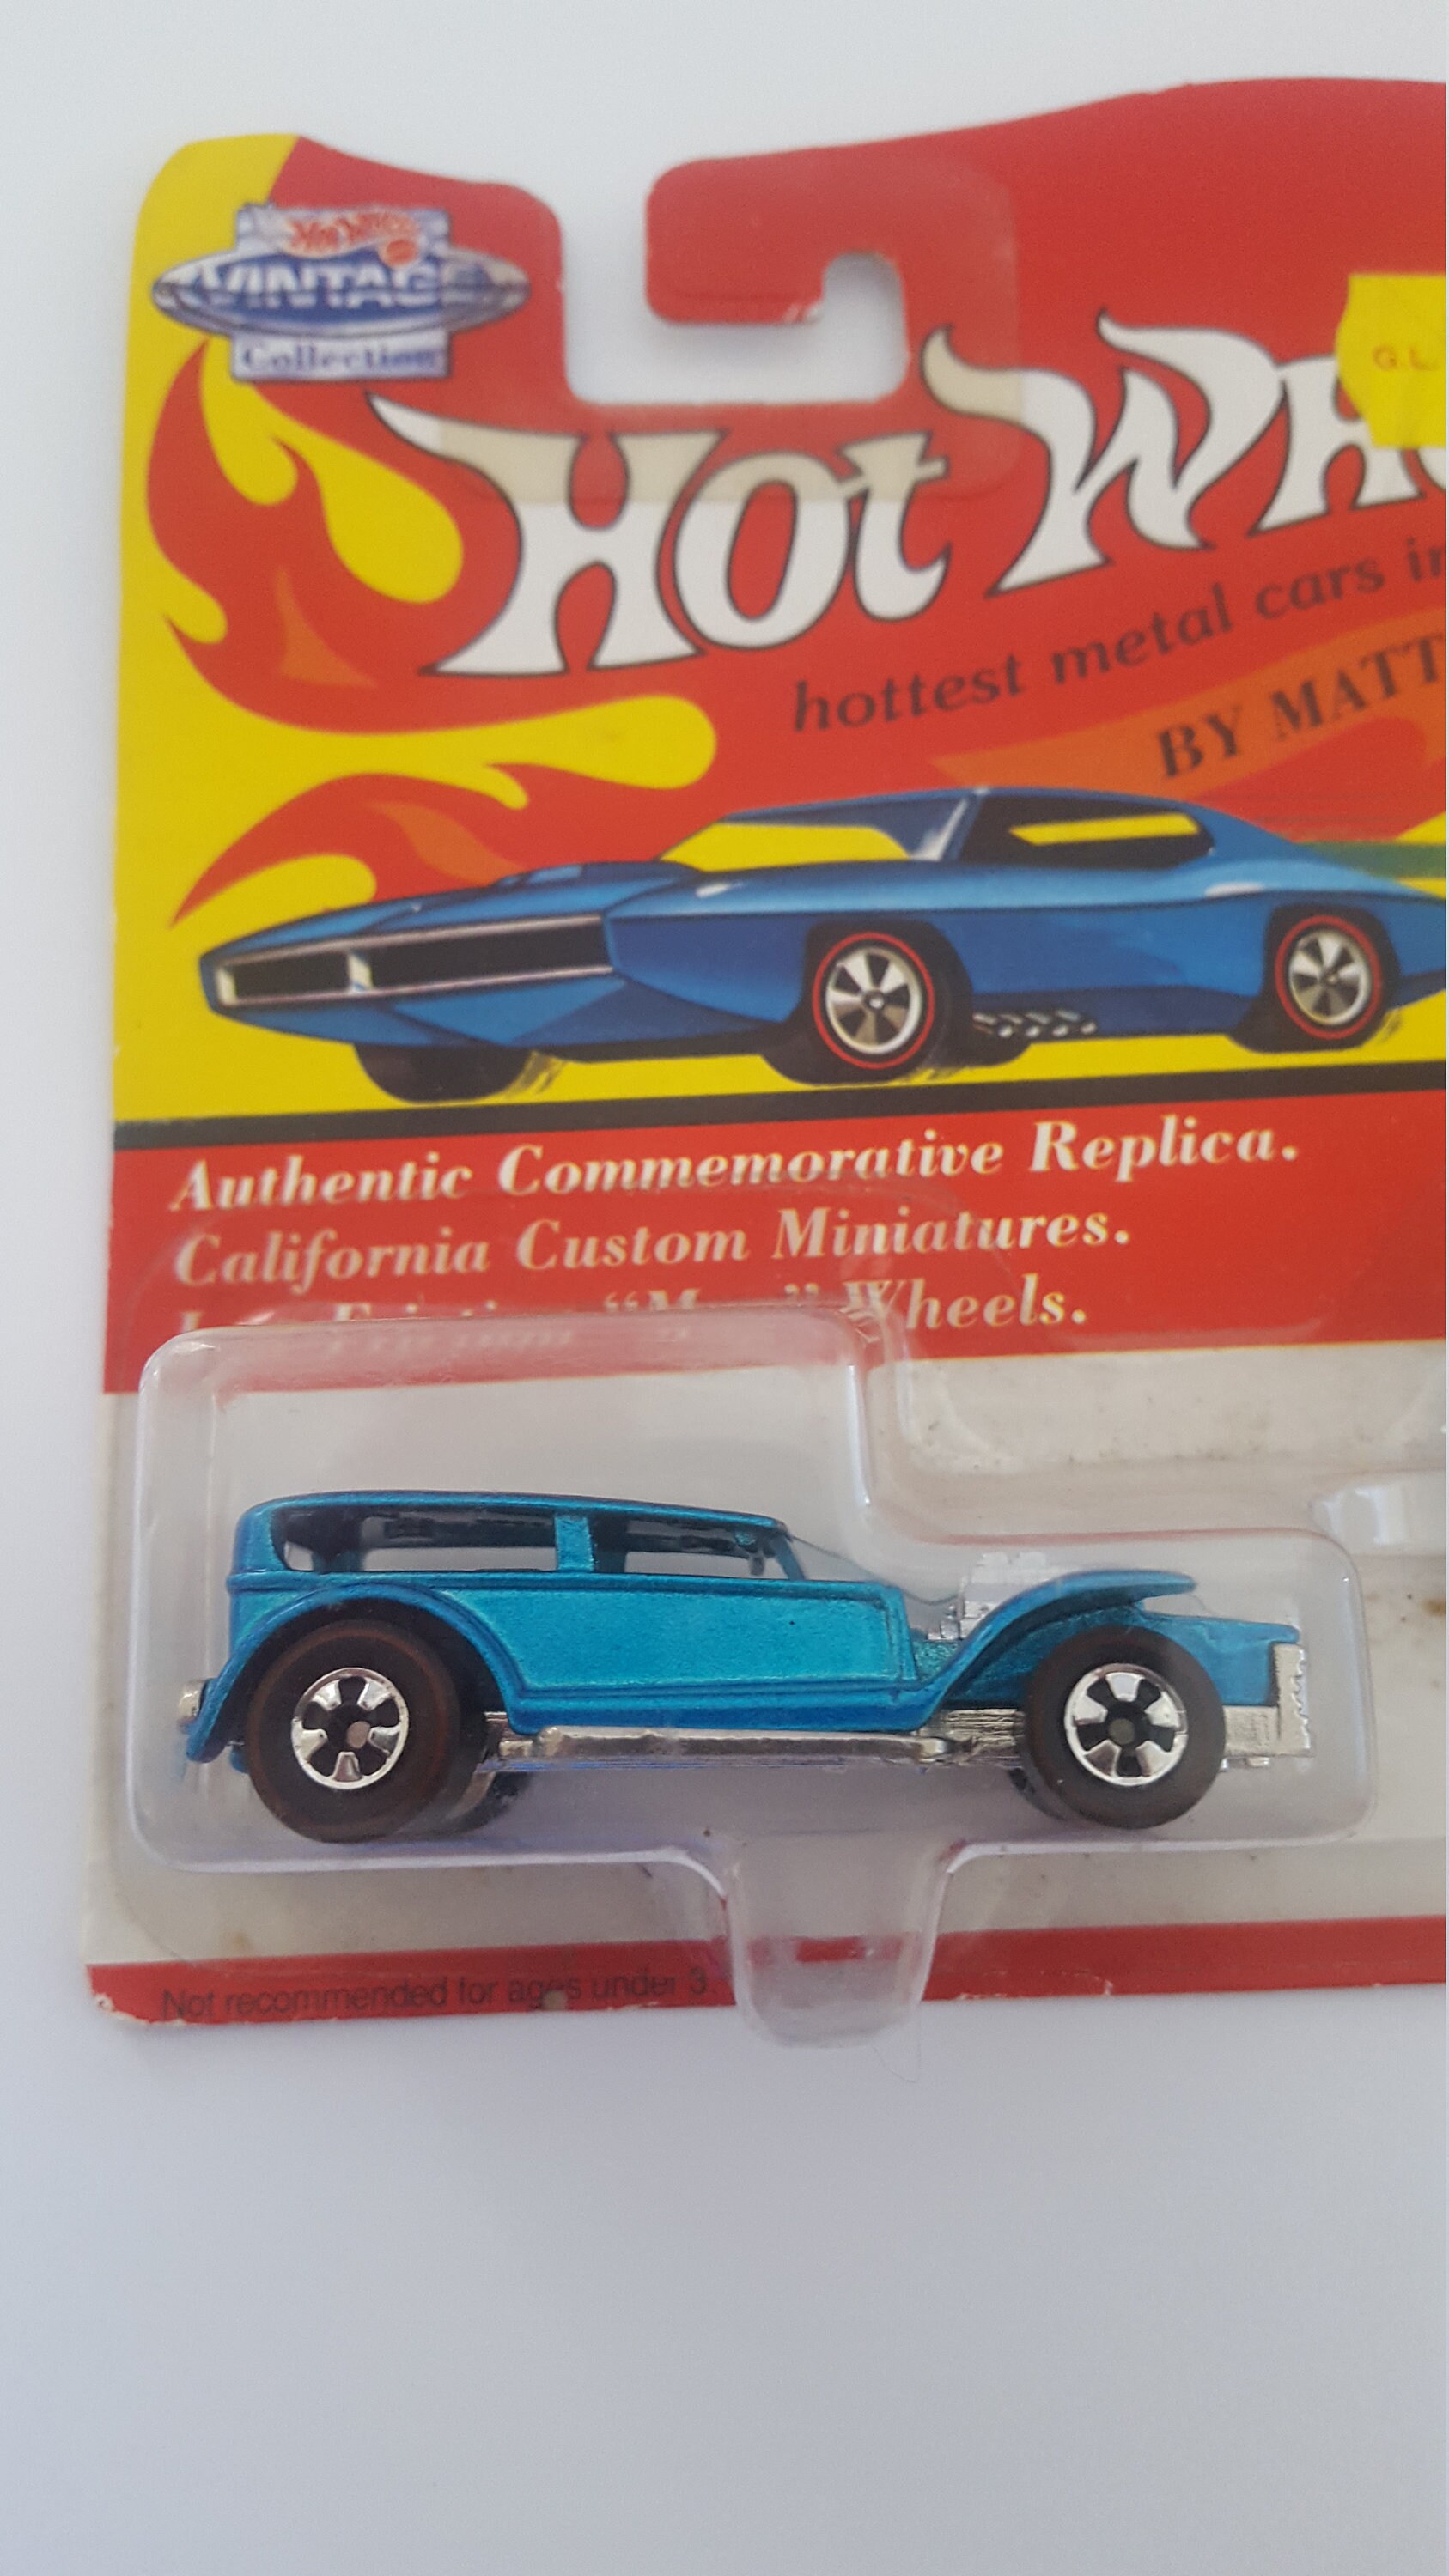 Hot Wheels
VINTAGE
Collection
G.L.
Hot Wh
hottest metal cars in
BY MATT
Authentic Commemorative Replica.
California Custom Miniatures.
Wheels.
Not recommended for ages under 3